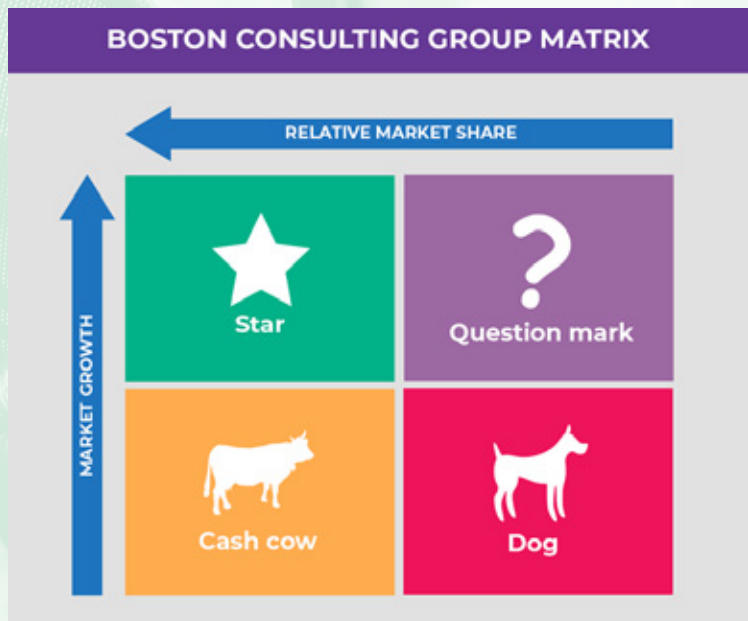 BOSTON CONSULTING GROUP MATRIX
RELATIVE MARKET SHARE
MARKET GROWTH
Star
?
Question mark
Cash cow
Dog